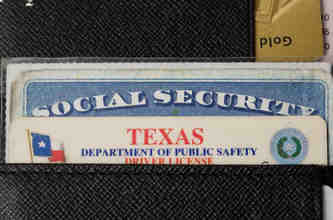 Gold
SOCIAL SECURITY
TEXAS
DEPARTMENT OF PUBLIC SAFETY
DRIVER LICENSE